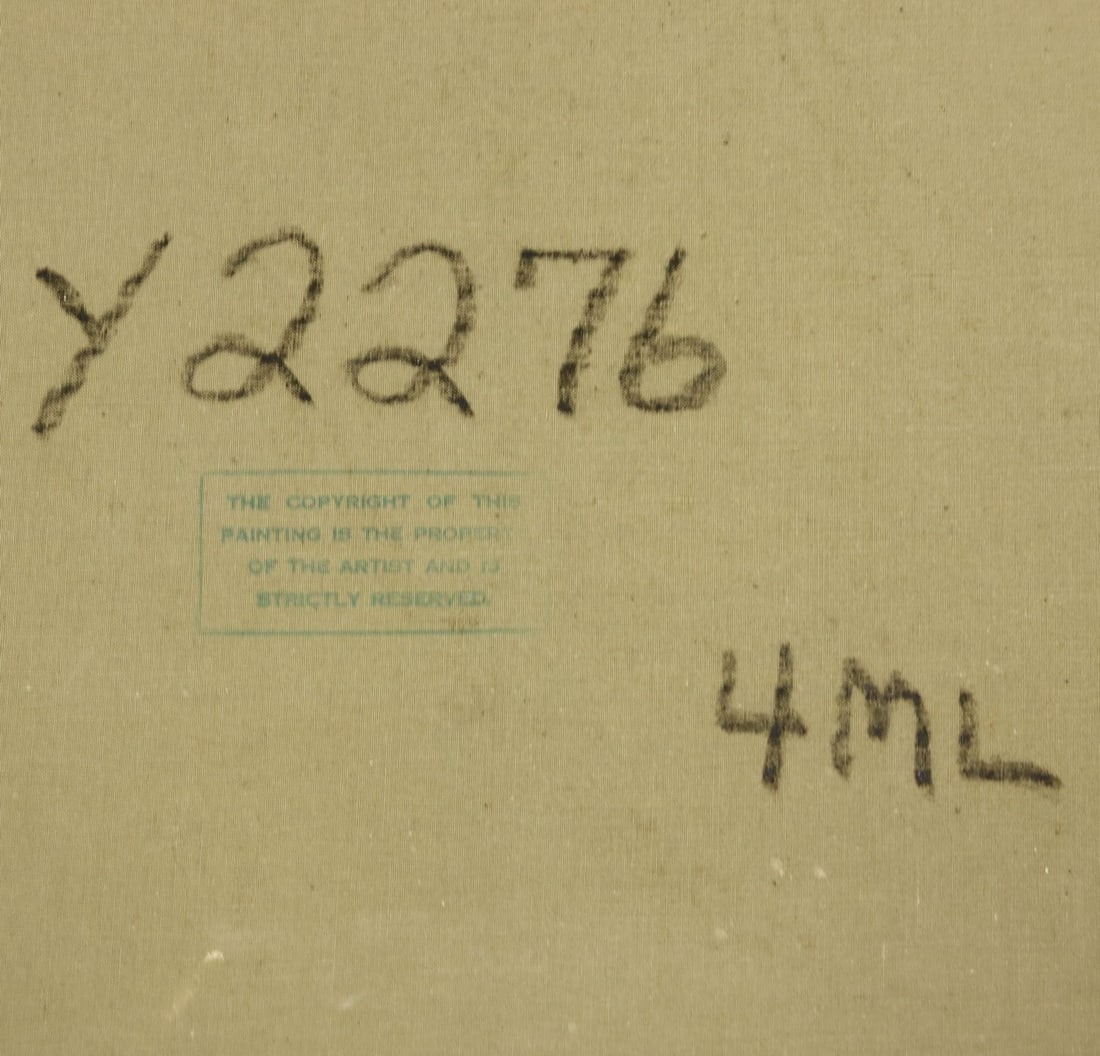 Y2276
THE COPYRIGHT OF THIS
PAINTING IS THE PROPERTY
OF THE ARTIST AND IS
STRICTLY RESERVED.
4ML